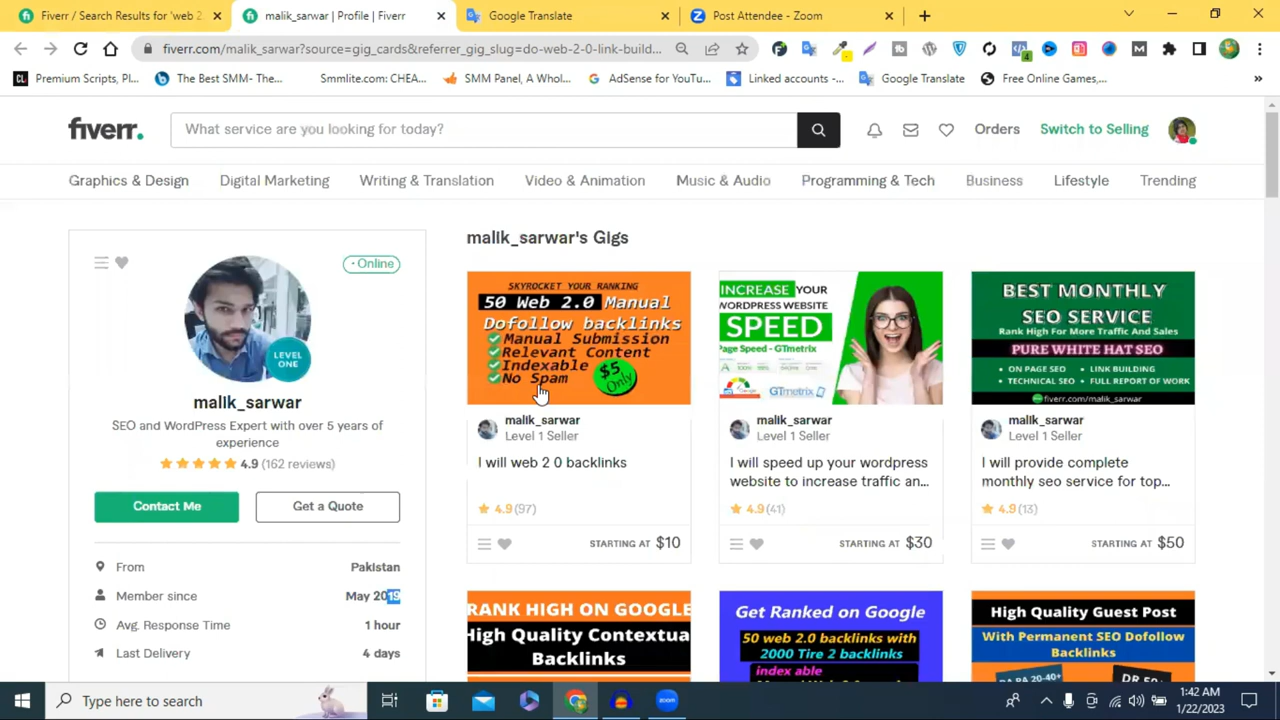 Fiverr / Search Results for 'web 2.
malik_sarwar | Profile | Fiverr
Google Translate
Post Attendee - Zoom
fiverr.com/malik_sarwar?source=gig_cards&referrer_gig_slug=do-web-2-0-link-build...
4
M
CL Premium Scripts, Pl...
The Best SMM- The...
Smmlite.com: CHEA...
SMM Panel, A Whol...
AdSense for YouTu...
Linked accounts -...
Google Translate
Free Online Games,...
»
fiverr.
What service are you looking for today?
Orders
Switch to Selling
Graphics & Design
Digital Marketing
Writing & Translation
Video & Animation
Music & Audio
Programming & Tech
Business
Lifestyle
Trending
Online
LEVEL
ONE
malik_sarwar
SEO and WordPress Expert with over 5 years of
experience
4.9 (162 reviews)
Contact Me
Get a Quote
From
Pakistan
Member since
May 2019
Avg. Response Time
1 hour
Last Delivery
4 days
malik_sarwar's Gigs
SKYROCKET YOUR RANKING
50 Web 2.0 Manual
Dofollow backlinks
Manual Submission
Relevant Content
Indexable
No Spam
$5
Only
malik_sarwar
Level 1 Seller
I will web 2 0 backlinks
4.9 (97)
STARTING AT $10
INCREASE YOUR
WORDPRESS WEBSITE
SPEED
Page Speed - GTmetrix
GTmetrix
malik_sarwar
Level 1 Seller
I will speed up your wordpress
website to increase traffic an...
4.9 (41)
STARTING AT $30
BEST MONTHLY
SEO SERVICE
Rank High For More Traffic And Sales
PURE WHITE HAT SEO
• ON PAGE SEO • LINK BUILDING
• TECHNICAL SEO • FULL REPORT OF WORK
fiverr.com/malik_sarwar
malik_sarwar
Level 1 Seller
I will provide complete
monthly seo service for top...
4.9 (13)
STARTING AT $50
RANK HIGH ON GOOGLE
High Quality Contextua
Backlinks
Get Ranked on Google
50 web 2.0 backlinks with
2000 Tire 2 backlinks
index able
High Quality Guest Post
With Permanent SEO Dofollow
Backlinks
DA PA 20-40+
DR 50+
Type here to search
1:42 AM
1/22/2023